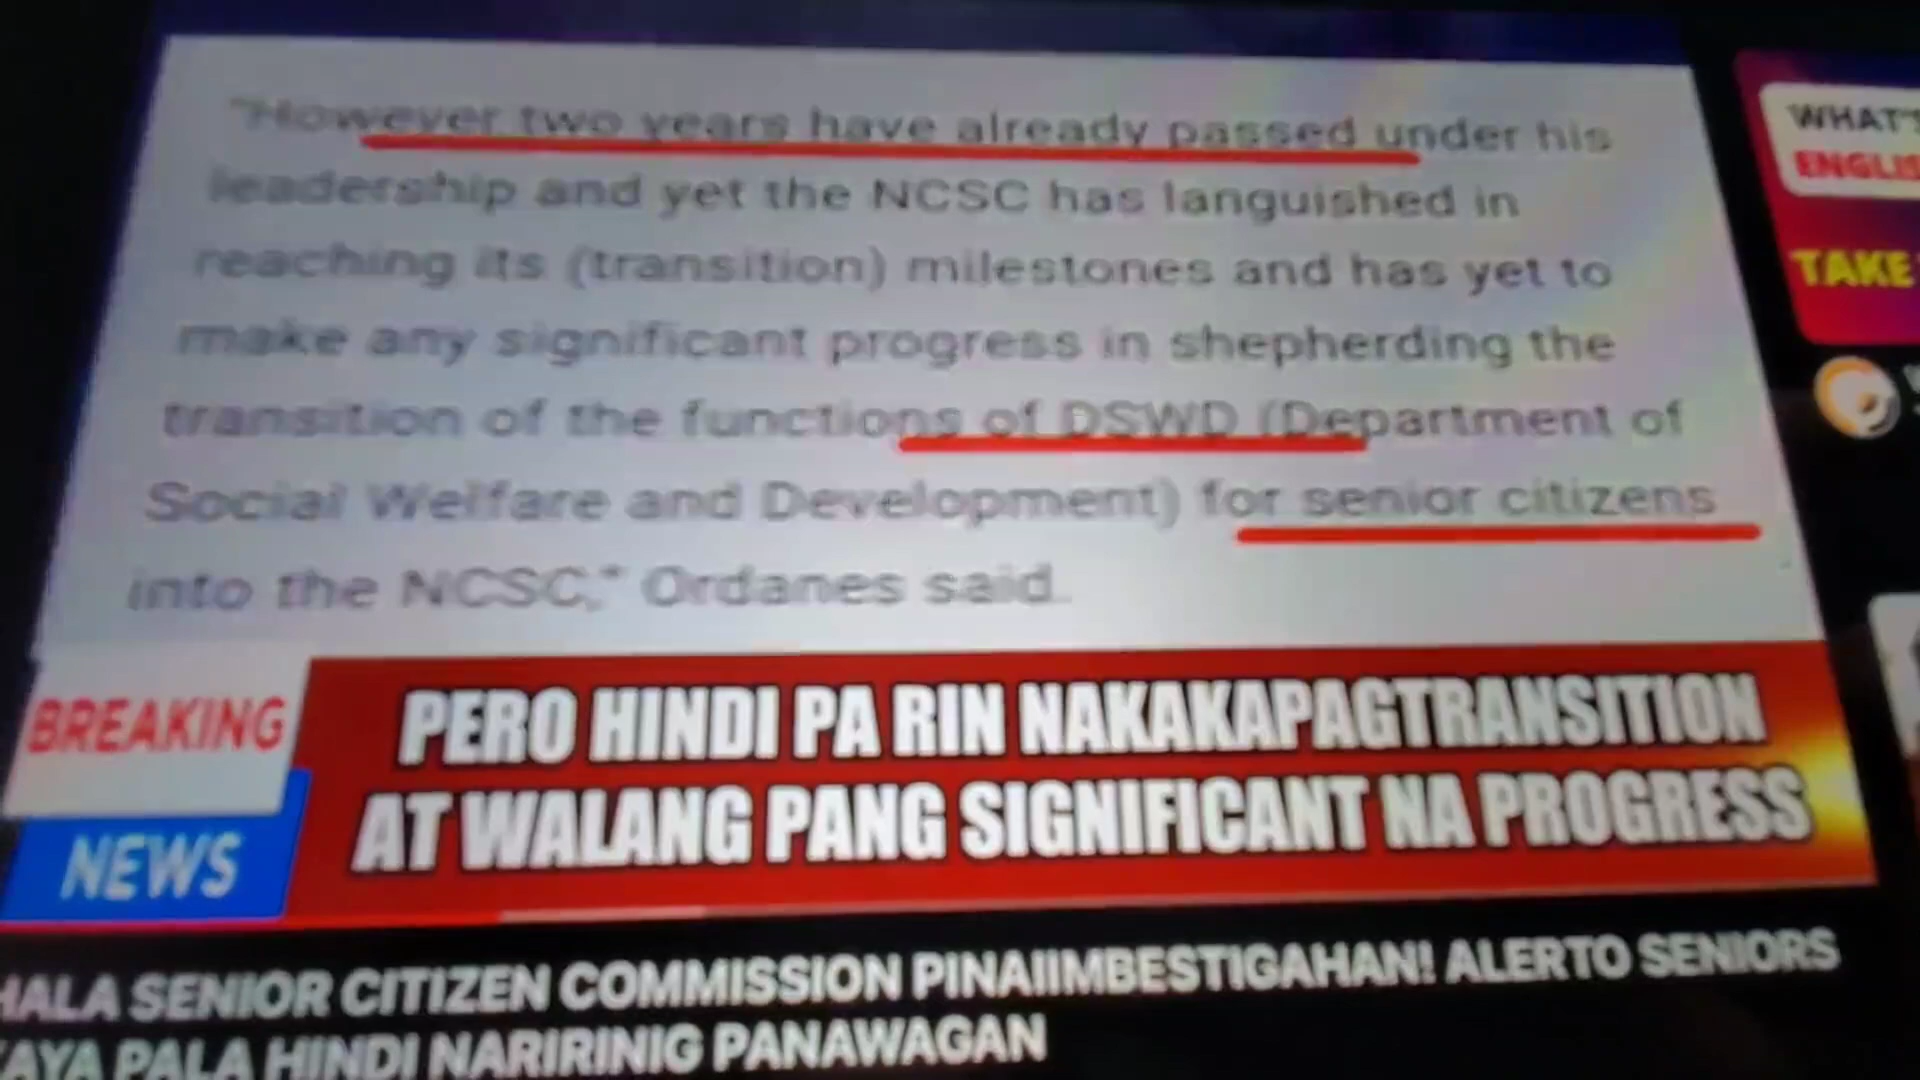 "However two years have already passed under his
leadership and yet the NCSC has languished in
reaching its (transition) milestones and has yet to
make any significant progress in shepherding the
transition of the functions of DSWD (Department of
Social Welfare and Development) for senior citizens
into the NCSC," Ordanes said.
BREAKING
NEWS
PERO HINDI PA RIN NAKAKAPAGTRANSITION
AT WALANG PANG SIGNIFICANT NA PROGRESS
HALA SENIOR CITIZEN COMMISSION PINAIIMBESTIGAHAN! ALERTO SENIORS
KAYA PALA HINDI NARIRINIG PANAWAGAN
WHAT'
TAKE